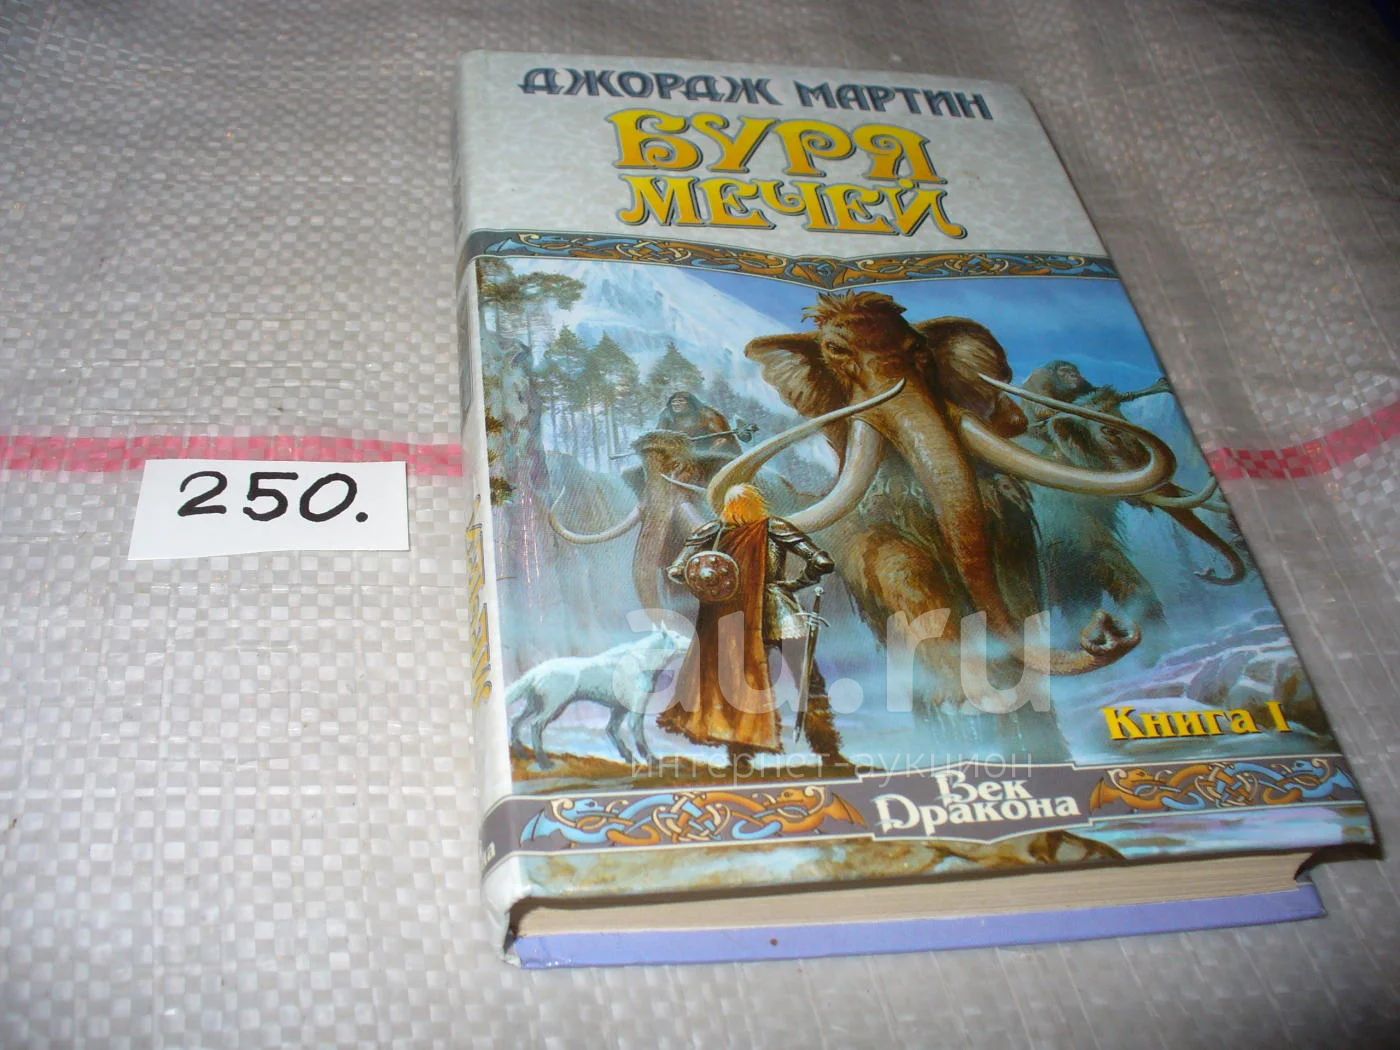 ДЖОРДЖ МАРТИН
БУРЯ
МЕЧЕЙ
250.
au.ru
интернет-аукцион
Книга I
Век
Дракона